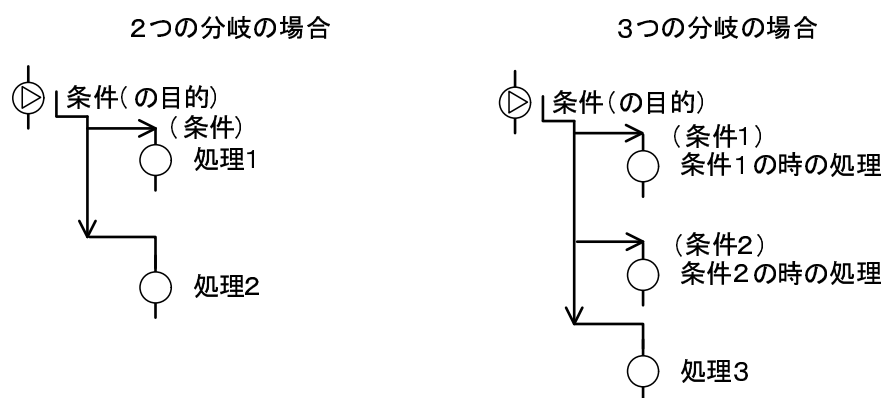 2つの分岐の場合
条件(の目的)
(条件)
処理1
処理2
3つの分岐の場合
条件(の目的)
(条件1)
条件1の時の処理
(条件2)
条件2の時の処理
処理3